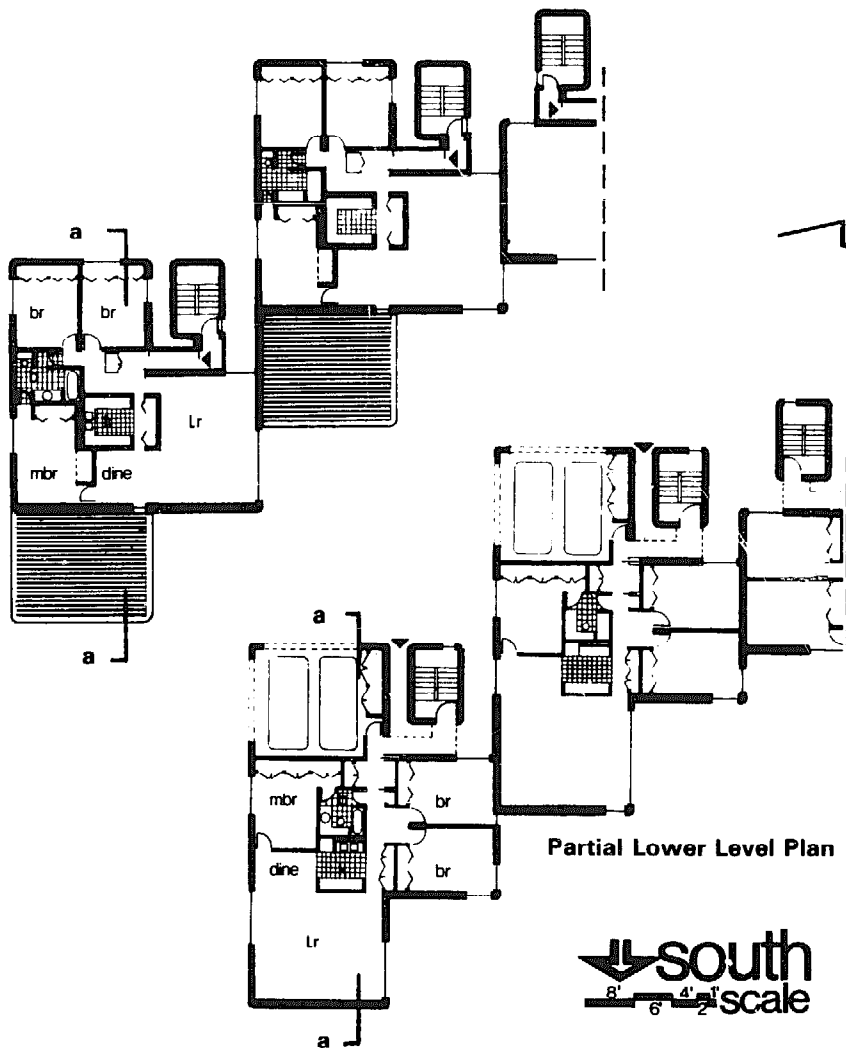 a
br
br
Lr
mbr
dine
a
a
mbr
br
dine
k
br
Lr
a
Partial Lower Level Plan
south
8' 4' 1'
6' 2'
scale